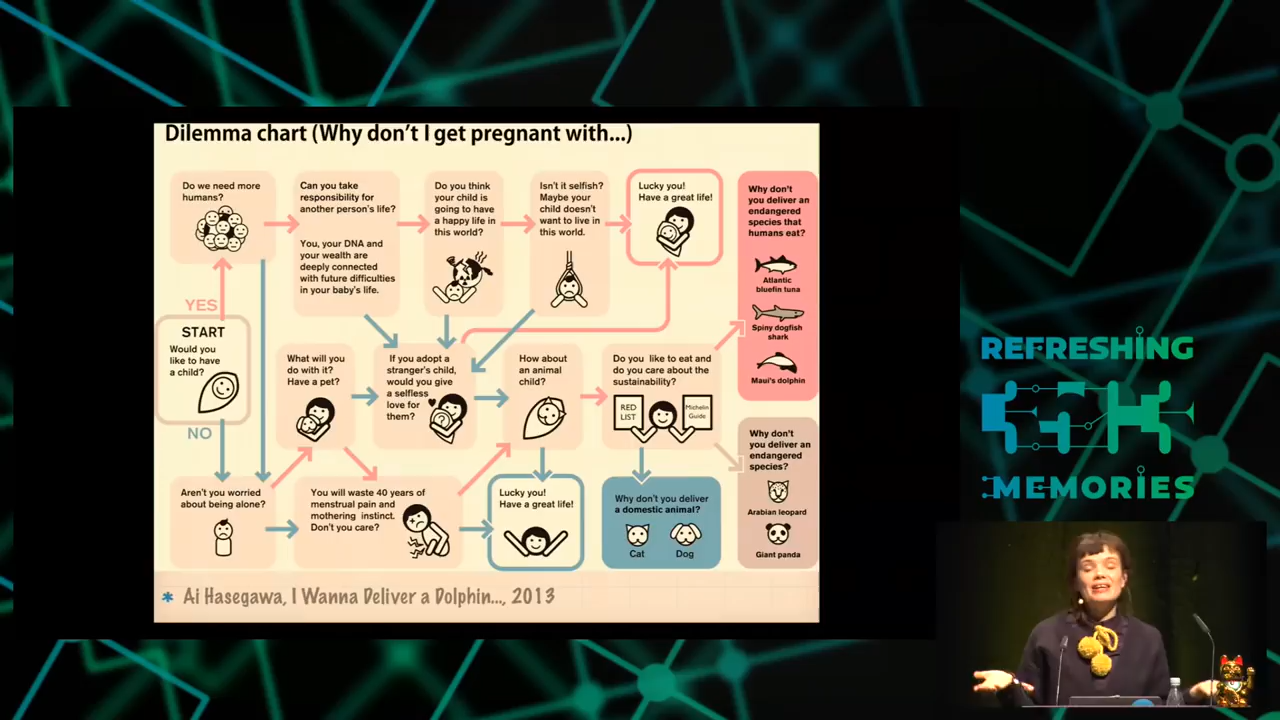 Dilemma chart (Why don't I get pregnant with...)
Do we need more
humans?
Can you take
responsibility for
another person's life?
You, your DNA and
your wealth are
deeply connected
with future difficulties
in your baby's life.
Do you think
your child is
going to have
a happy life in
this world?
Isn't it selfish?
Maybe your
child doesn't
want to live in
this world.
Lucky you!
Have a great life!
Why don't
you deliver an
endangered
species that
humans eat?
Atlantic
bluefin tuna
Spiny dogfish
shark
Maui's dolphin
YES
START
Would you
like to have
a child?
NO
What will you
do with it?
Have a pet?
If you adopt a
stranger's child,
would you give
a selfless
love for
them?
How about
an animal
child?
Do you like to eat and
do you care about the
sustainability?
RED
LIST
Michelin
Guide
Why don't
you deliver an
endangered
species?
Arabian leopard
Giant panda
Aren't you worried
about being alone?
You will waste 40 years of
menstrual pain and
mothering instinct.
Don't you care?
Lucky you!
Have a great life!
Why don't you deliver
a domestic animal?
Cat
Dog
* Ai Hasegawa, I Wanna Deliver a Dolphin..., 2013
REFRESHING
MEMORIES